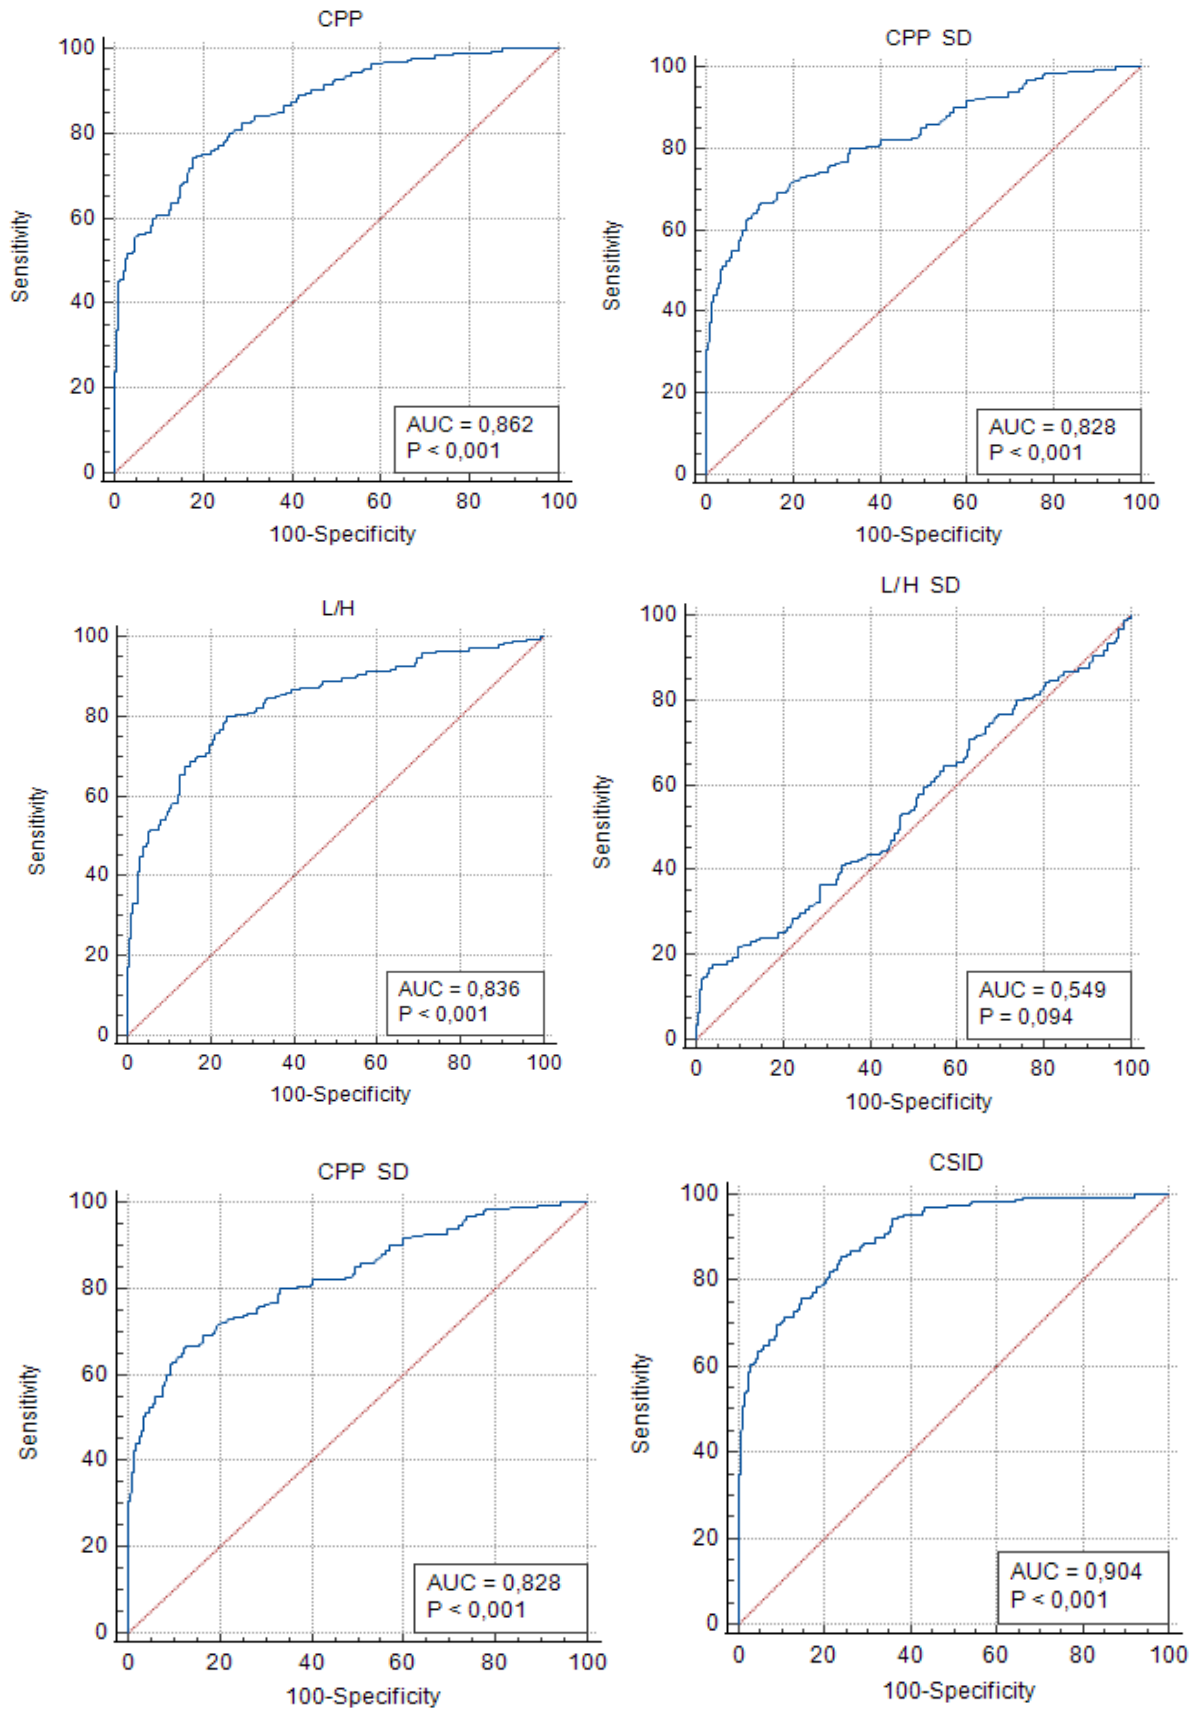 CPP
100
80
60
40
20
0
Sensitivity
AUC = 0,862
P < 0,001
0 20 40 60 80 100
100-Specificity
CPP SD
100
80
60
40
20
0
Sensitivity
AUC = 0,828
P < 0,001
0 20 40 60 80 100
100-Specificity
L/H
100
80
60
40
20
0
Sensitivity
AUC = 0,836
P < 0,001
0 20 40 60 80 100
100-Specificity
L/H SD
100
80
60
40
20
0
Sensitivity
AUC = 0,549
P = 0,094
0 20 40 60 80 100
100-Specificity
CPP SD
100
80
60
40
20
0
Sensitivity
AUC = 0,828
P < 0,001
0 20 40 60 80 100
100-Specificity
CSID
100
80
60
40
20
0
Sensitivity
AUC = 0,904
P < 0,001
0 20 40 60 80 100
100-Specificity